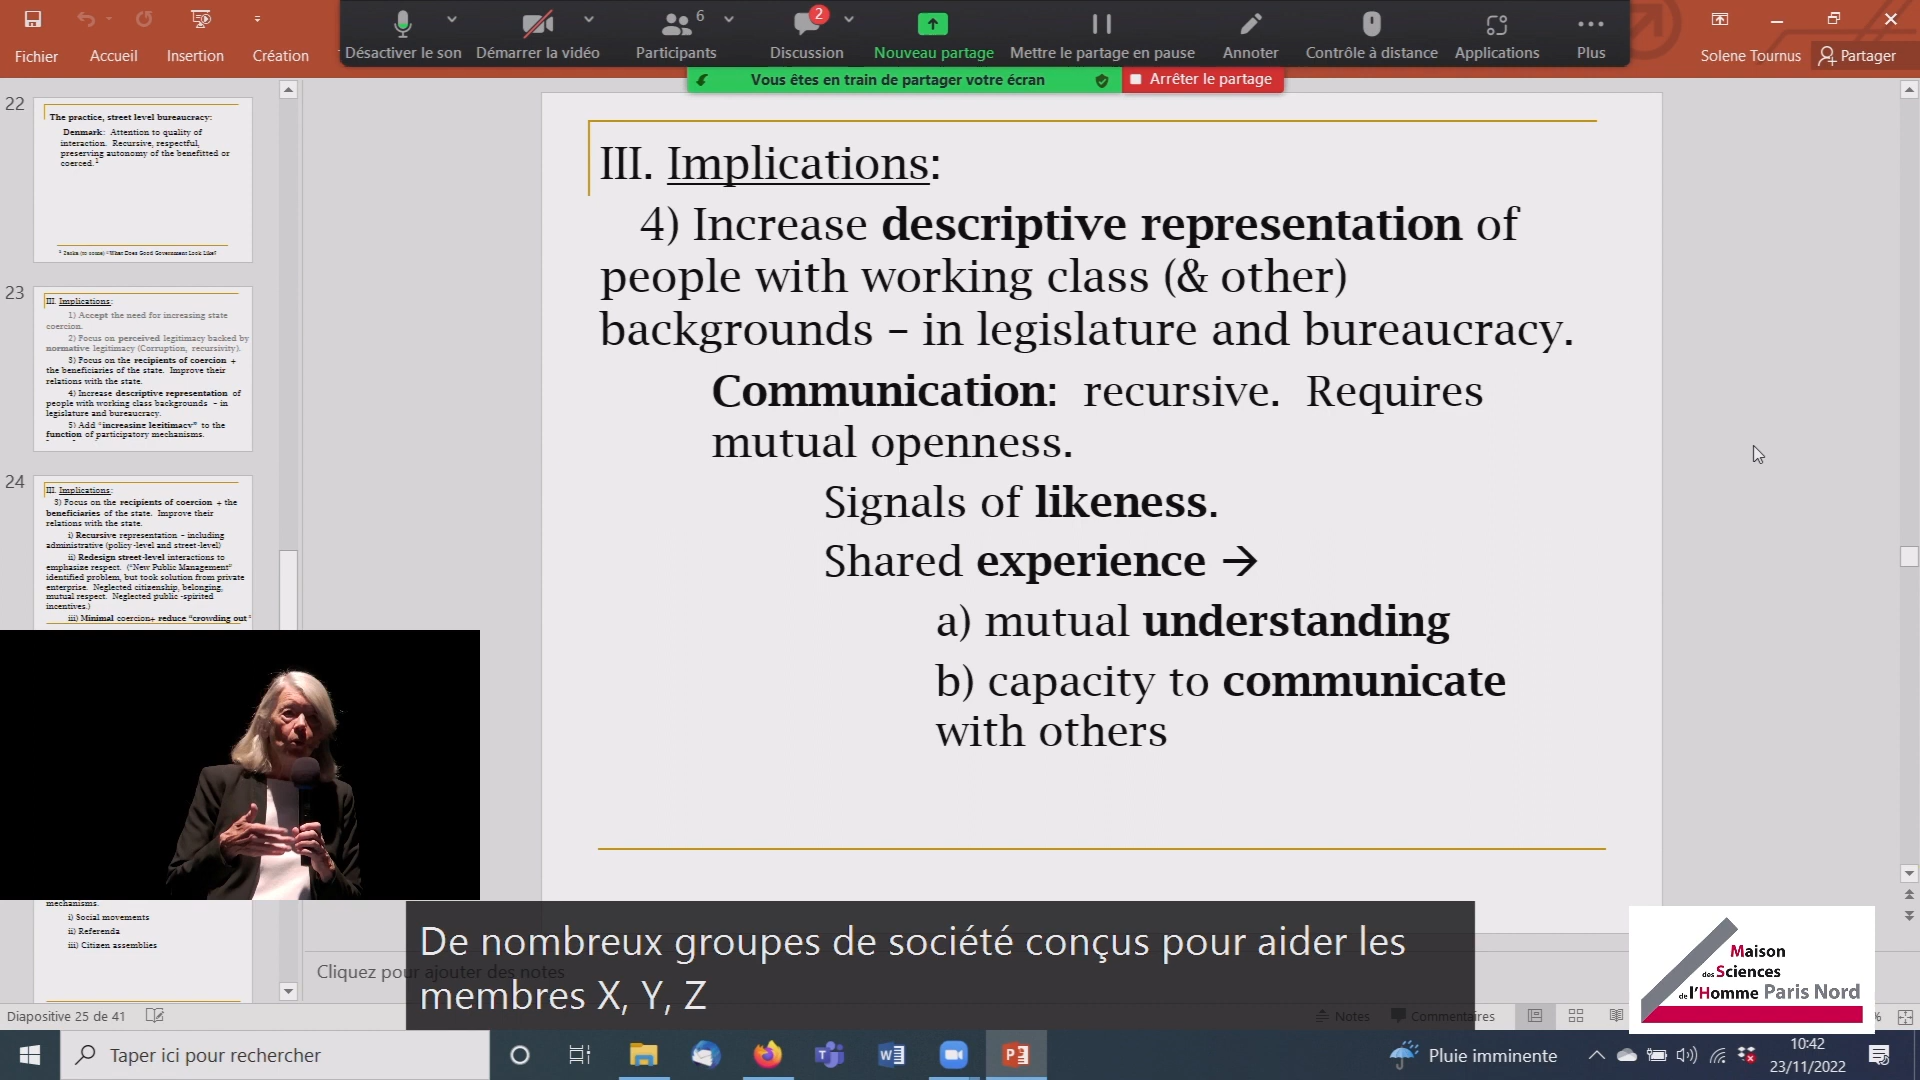 Désactiver le son
Démarrer la vidéo
6
Participants
2
Discussion
Nouveau partage
Mettre le partage en pause
Annoter
Contrôle à distance
Applications
Plus
Fichier
Accueil
Insertion
Création
Solene Tournus
Partager
Vous êtes en train de partager votre écran
Arrêter le partage
22
The practice, street level bureaucracy:
Denmark: Attention to quality of
interaction. Recursive, respectful,
preserving autonomy of the benefitted or
coerced.1
23
III. Implications:
1) Accept the need for increasing state
coercion.
2) Focus on perceived legitimacy backed by
normative legitimacy (Corruption, recursivity).
3) Focus on the recipients of coercion +
the beneficiaries of the state. Improve their
relations with the state.
4) Increase descriptive representation of
people with working class backgrounds – in
legislature and bureaucracy.
5) Add "increasing legitimacy" to the
function of participatory mechanisms.
24
III. Implications:
3) Focus on the recipients of coercion + the
beneficiaries of the state. Improve their
relations with the state.
i) Recursive representation – including
administrative (policy-level and street-level)
ii) Redesign street-level interactions to
emphasize respect. ("New Public Management"
identified problem, but took solution from private
enterprise. Neglected citizenship, belonging,
mutual respect. Neglected public-spirited
incentives.)
iii) Minimal coercion+ reduce "crowding out"
mechanisms.
i) Social movements
ii) Referenda
iii) Citizen assemblies
III. Implications:
4) Increase descriptive representation of
people with working class (& other)
backgrounds – in legislature and bureaucracy.
Communication: recursive. Requires
mutual openness.
Signals of likeness.
Shared experience →
a) mutual understanding
b) capacity to communicate
with others
Cliquez pour ajouter des notes
De nombreux groupes de société conçus pour aider les
membres X, Y, Z
Maison
des Sciences
de l'Homme Paris Nord
Diapositive 25 de 41
Notes
Commentaires
%
Taper ici pour rechercher
Pluie imminente
10:42
23/11/2022